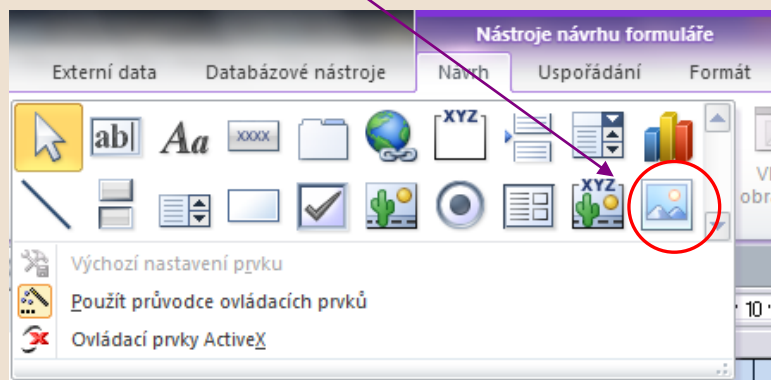 Nástroje návrhu formuláře
Externí data Databázové nástroje Návrh Uspořádání Formát
ab Aa XXXX XYZ
XYZ
Výchozí nastavení prvku
Použít průvodce ovládacích prvků
Ovládací prvky ActiveX
10